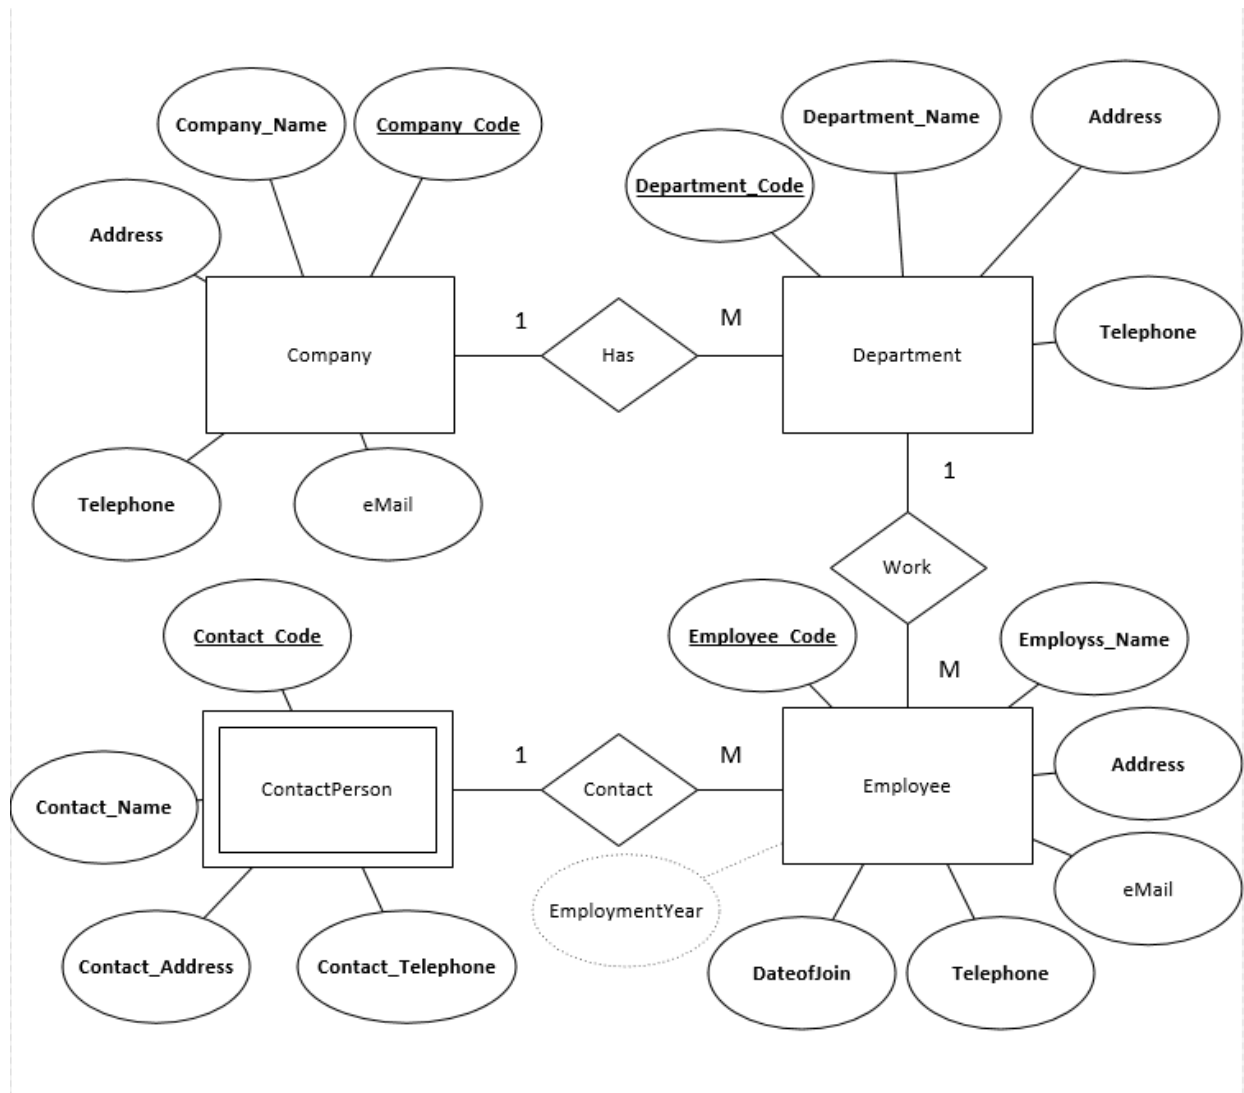 Company_Name
Company_Code
Address
Company
Telephone
eMail
1
Has
M
Department_Code
Department_Name
Address
Department
Telephone
1
Work
M
Contact_Code
Contact_Name
ContactPerson
Contact_Address
Contact_Telephone
1
Contact
M
Employee_Code
Employss_Name
Employee
Address
eMail
EmploymentYear
DateofJoin
Telephone